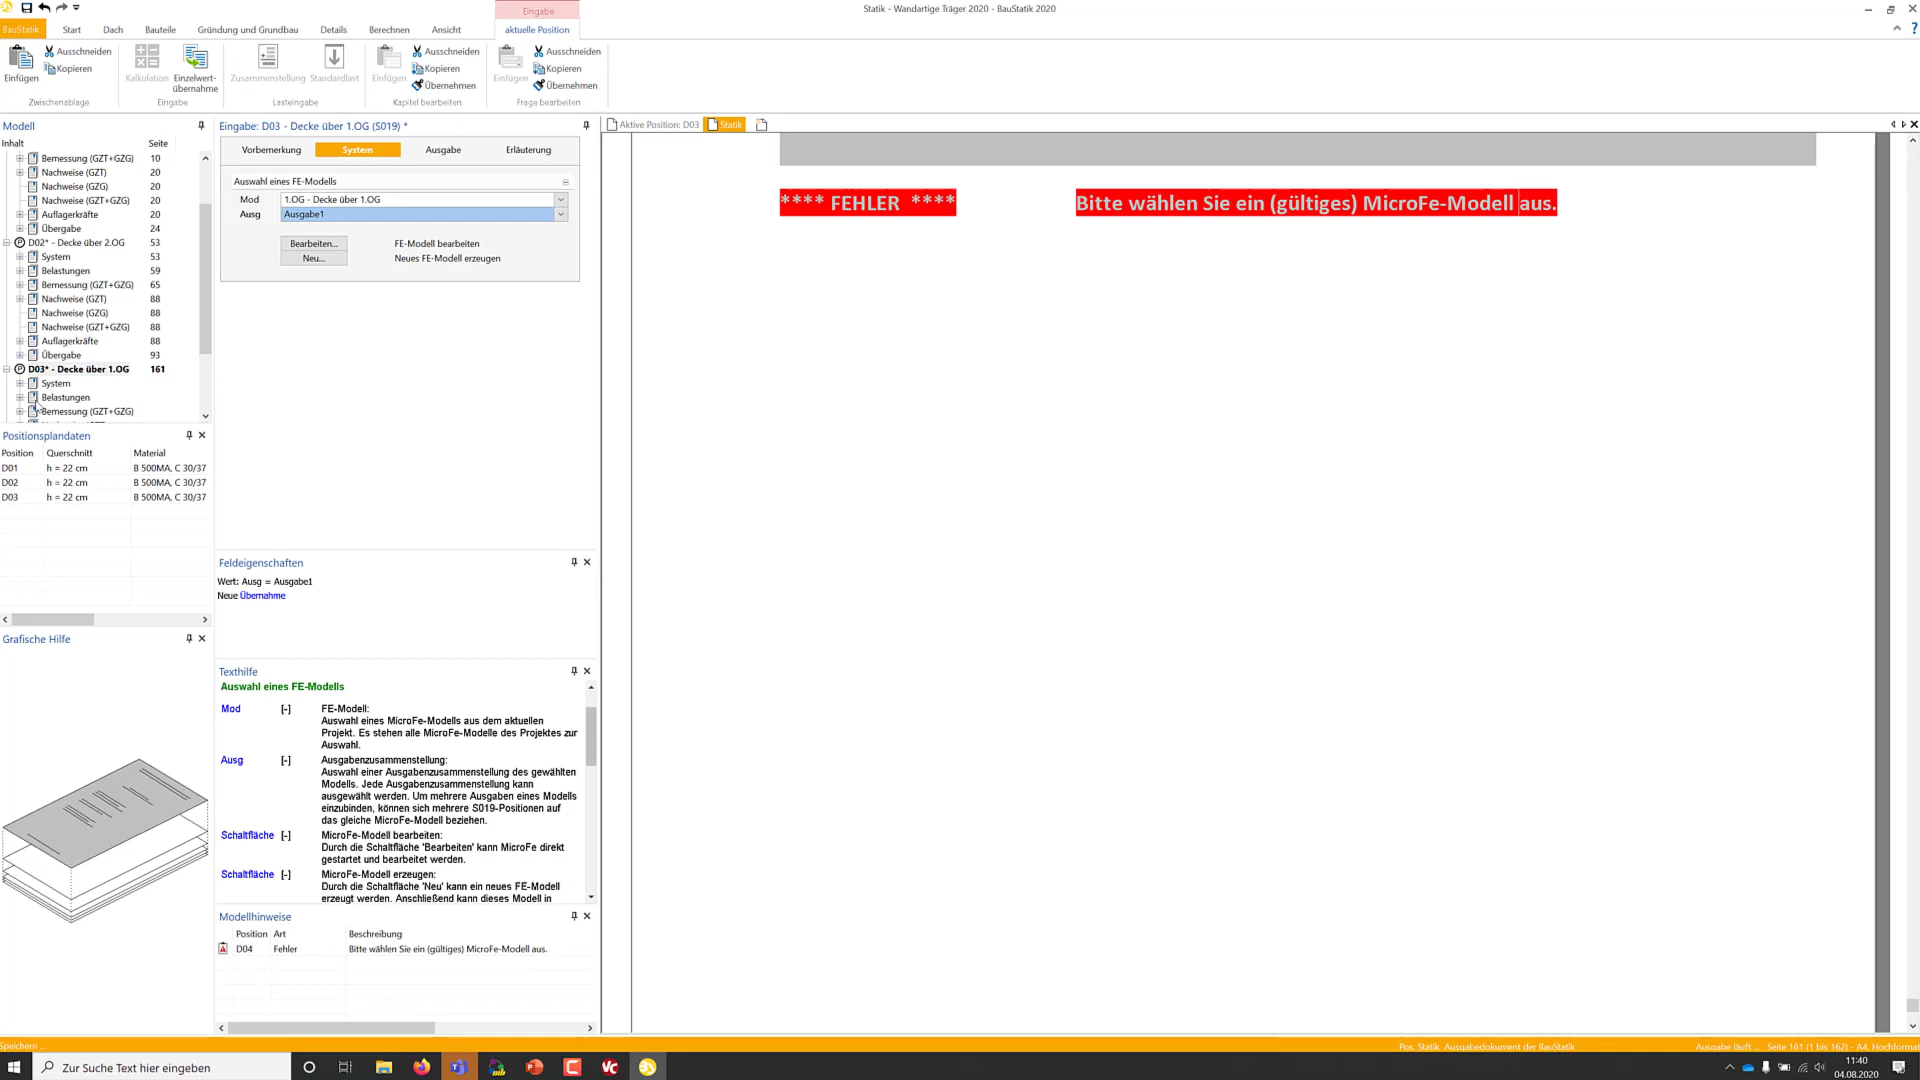 Eingabe
Statik - Wandartige Träger 2020 - BauStatik 2020
BauStatik Start Dach Bauteile Gründung und Grundbau Details Berechnen Ansicht aktuelle Position
Einfügen Ausschneiden Kopieren
Zwischenablage
Kalkulation Einzelwert-übernahme
Eingabe
Zusammenstellung Standardlast
Lasteingabe
Einfügen Ausschneiden Kopieren Übernehmen
Kapitel bearbeiten
Einfügen Ausschneiden Kopieren Übernehmen
Frage bearbeiten
Modell
Inhalt Seite
Bemessung (GZT+GZG) 10
Nachweise (GZT) 20
Nachweise (GZG) 20
Nachweise (GZT+GZG) 20
Auflagerkräfte 20
Übergabe 24
D02* - Decke über 2.OG 53
System 53
Belastungen 59
Bemessung (GZT+GZG) 65
Nachweise (GZT) 88
Nachweise (GZG) 88
Nachweise (GZT+GZG) 88
Auflagerkräfte 88
Übergabe 93
D03* - Decke über 1.OG 161
System
Belastungen
Bemessung (GZT+GZG)
Positionsplandaten
Position Querschnitt Material
D01 h = 22 cm B 500MA, C 30/37
D02 h = 22 cm B 500MA, C 30/37
D03 h = 22 cm B 500MA, C 30/37
Grafische Hilfe
Eingabe: D03 - Decke über 1.OG (S019) *
Vorbemerkung System Ausgabe Erläuterung
Auswahl eines FE-Modells
Mod 1.OG - Decke über 1.OG
Ausg Ausgabe1
Bearbeiten... FE-Modell bearbeiten
Neu... Neues FE-Modell erzeugen
Feldeigenschaften
Wert: Ausg = Ausgabe1
Neue Übernahme
Texthilfe
Auswahl eines FE-Modells
Mod [-] FE-Modell:
Auswahl eines MicroFe-Modells aus dem aktuellen
Projekt. Es stehen alle MicroFe-Modelle des Projektes zur
Auswahl.
Ausg [-] Ausgabenzusammenstellung:
Auswahl einer Ausgabenzusammenstellung des gewählten
Modells. Jede Ausgabenzusammenstellung kann
ausgewählt werden. Um mehrere Ausgaben eines Modells
einzubinden, können sich mehrere S019-Positionen auf
das gleiche MicroFe-Modell beziehen.
Schaltfläche [-] MicroFe-Modell bearbeiten:
Durch die Schaltfläche 'Bearbeiten' kann MicroFe direkt
gestartet und bearbeitet werden.
Schaltfläche [-] MicroFe-Modell erzeugen:
Durch die Schaltfläche 'Neu' kann ein neues FE-Modell
erzeugt werden. Anschließend kann dieses Modell in
Modellhinweise
Position Art Beschreibung
D04 Fehler Bitte wählen Sie ein (gültiges) MicroFe-Modell aus.
Aktive Position: D03 Statik
**** FEHLER **** Bitte wählen Sie ein (gültiges) MicroFe-Modell aus.
Speichern ... Pos. Statik Ausgabedokument der BauStatik Ausgabe läuft ... Seite 161 [1 bis 162] - A4, Hochformat
Zur Suche Text hier eingeben
11:40
04.08.2020